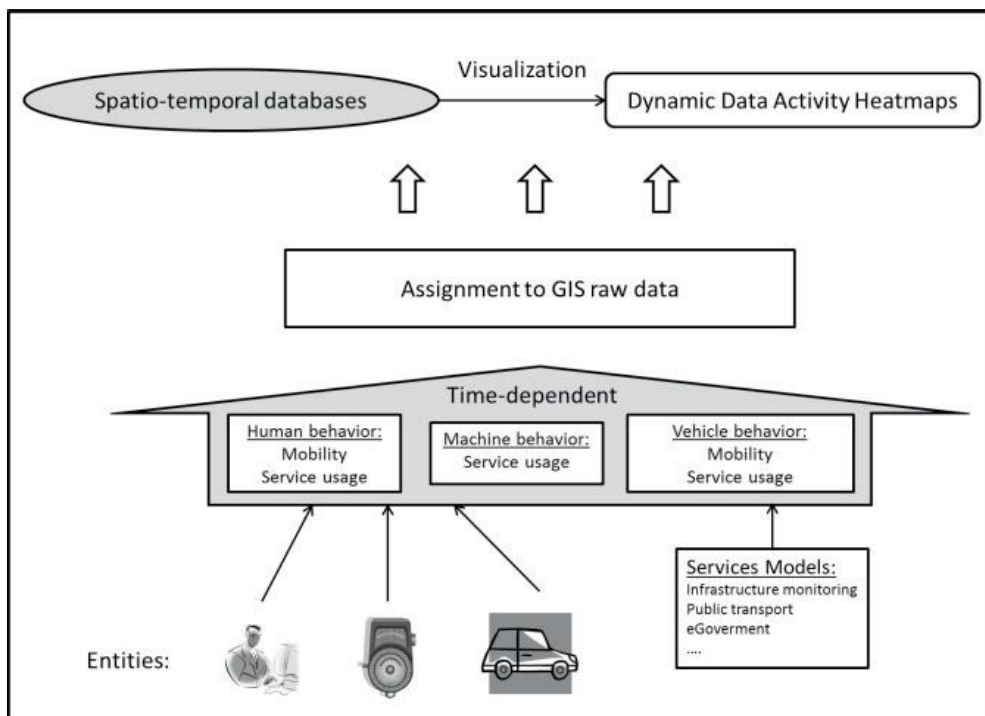 Visualization
Spatio-temporal databases
Dynamic Data Activity Heatmaps
Assignment to GIS raw data
Time-dependent
Human behavior:
Mobility
Service usage
Machine behavior:
Service usage
Vehicle behavior:
Mobility
Service usage
Services Models:
Infrastructure monitoring
Public transport
eGoverment
....
Entities: